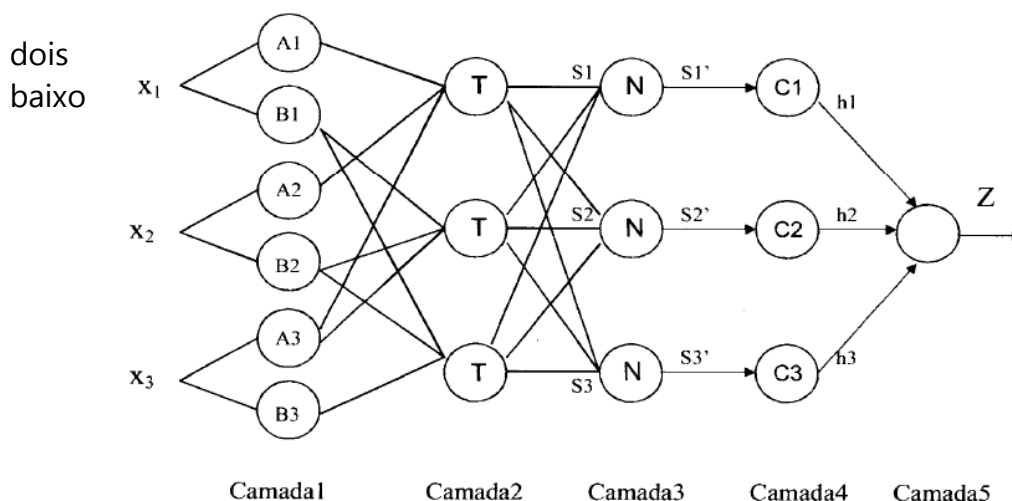 dois
baixo
X1
X2
X3
A1
B1
A2
B2
A3
B3
T
T
T
S1
S2
S3
N
N
N
S1'
S2'
S3'
C1
C2
C3
h1
h2
h3
Z
Camada1 Camada2 Camada3 Camada4 Camada5